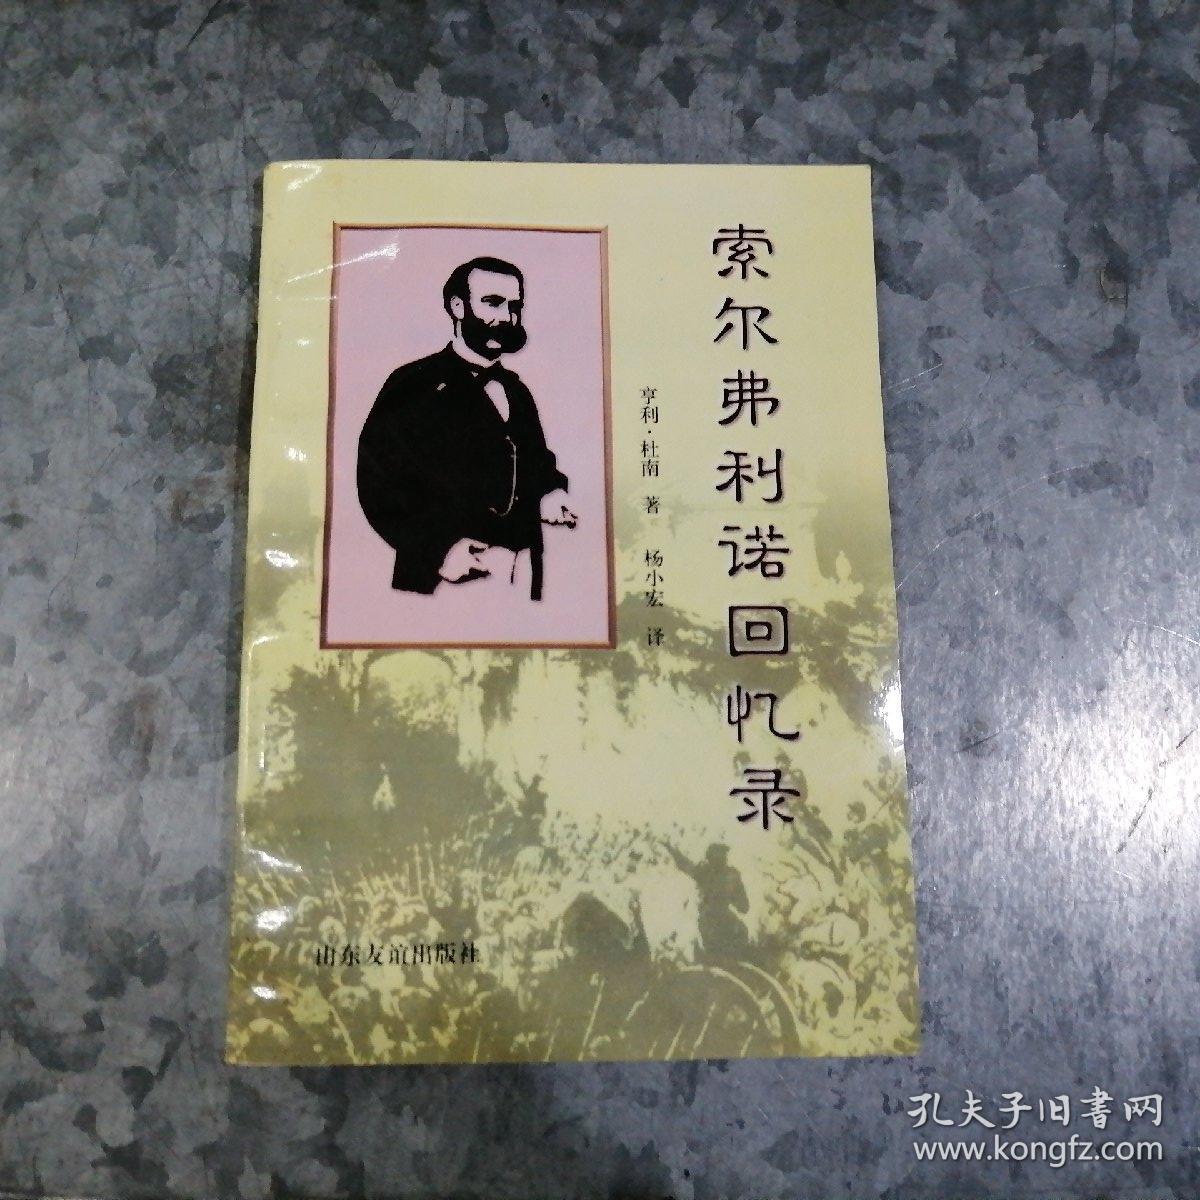 索尔弗利诺回忆录
亨利·杜南 著 杨小宏 译
山东友谊出版社
孔夫子旧书网
www.kongfz.com